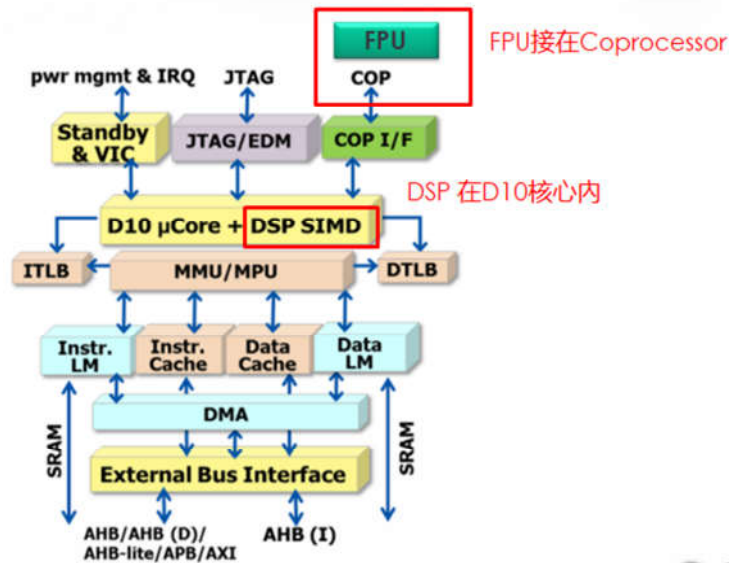 FPU
FPU接在Coprocessor
pwr mgmt & IRQ
JTAG
COP
Standby
& VIC
JTAG/EDM
COP I/F
DSP 在D10核心内
D10 µCore + DSP SIMD
ITLB
MMU/MPU
DTLB
Instr.
LM
Instr.
Cache
Data
Cache
Data
LM
DMA
SRAM
SRAM
External Bus Interface
AHB/AHB (D)/
AHB-lite/APB/AXI
AHB (I)